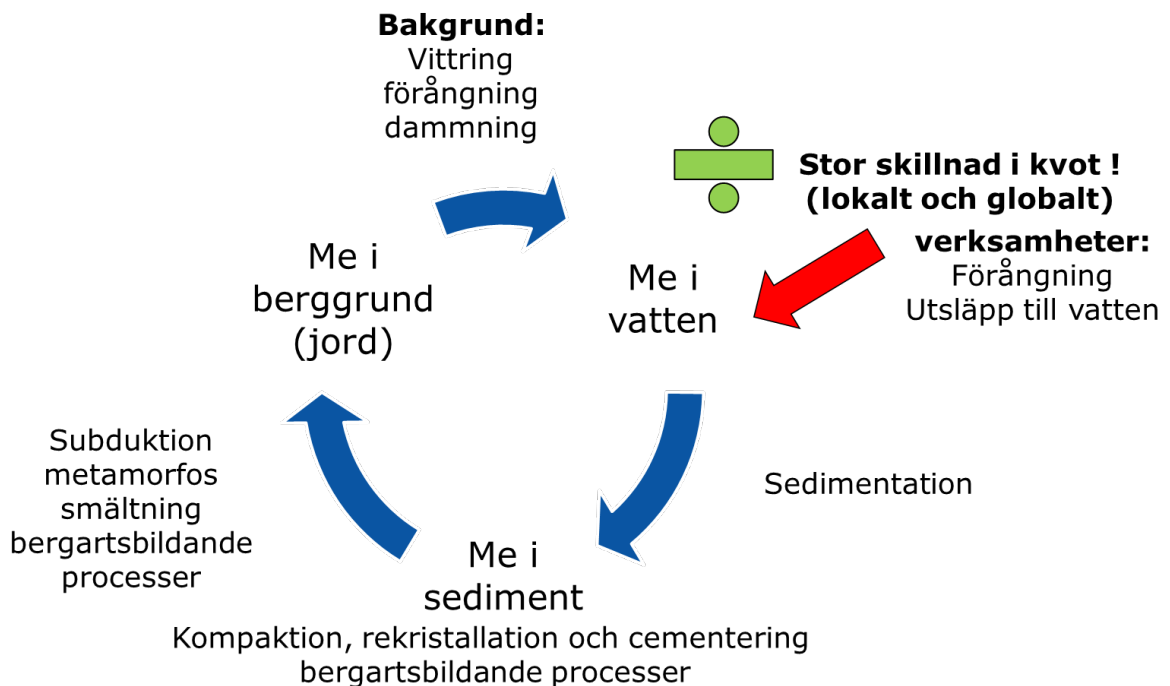 Bakgrund:
Vittring
förångning
dammning
Stor skillnad i kvot !
(lokalt och globalt)
verksamheter:
Förångning
Utsläpp till vatten
Me i
berggrund
(jord)
Me i
vatten
Subduktion
metamorfos
smältning
bergartsbildande
processer
Sedimentation
Me i
sediment
Kompaktion, rekristallation och cementering
bergartsbildande processer